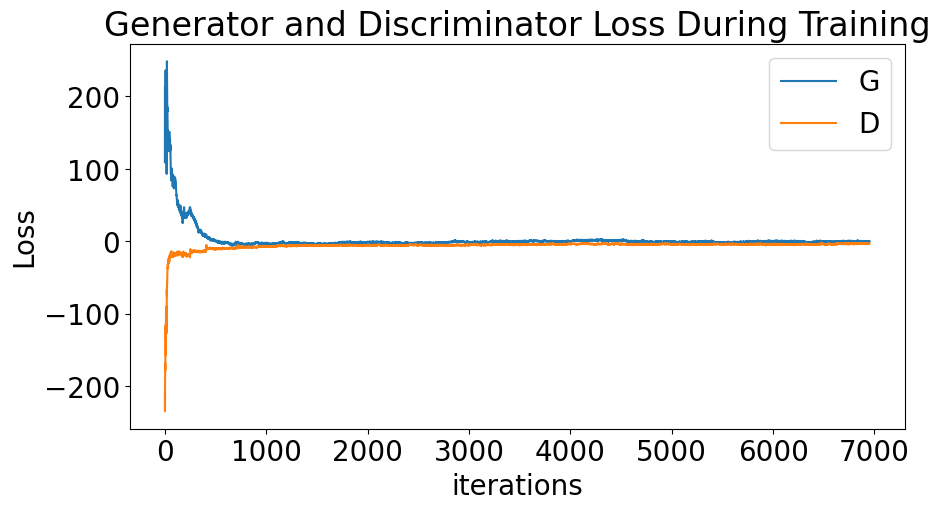 Generator and Discriminator Loss During Training
G
D
200
100
0
−100
−200
Loss
0 1000 2000 3000 4000 5000 6000 7000
iterations